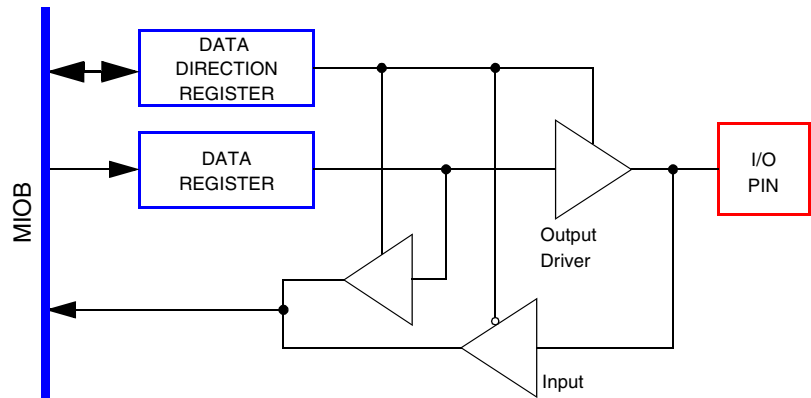 DATA
DIRECTION
REGISTER
DATA
REGISTER
I/O
PIN
MIOB
Output
Driver
Input